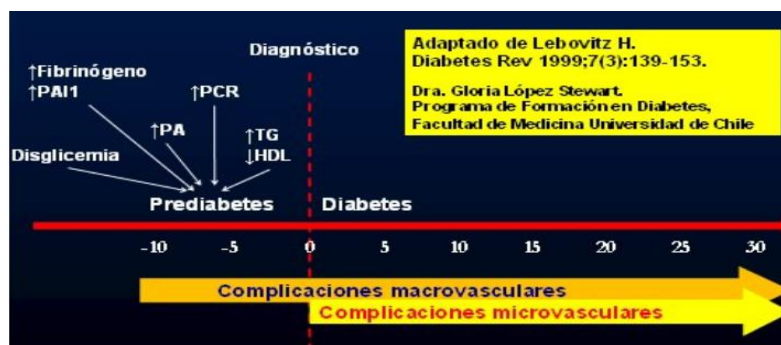 Diagnóstico
Adaptado de Lebovitz H.
Diabetes Rev 1999;7(3):139-153.
Dra. Gloria López Stewart.
Programa de Formación en Diabetes,
Facultad de Medicina Universidad de Chile
↑Fibrinógeno
↑PAI1
↑PCR
↑PA
↑TG
↓HDL
Disglicemia
Prediabetes
Diabetes
-10 -5 0 5 10 15 20 25 30
Complicaciones macrovasculares
Complicaciones microvasculares